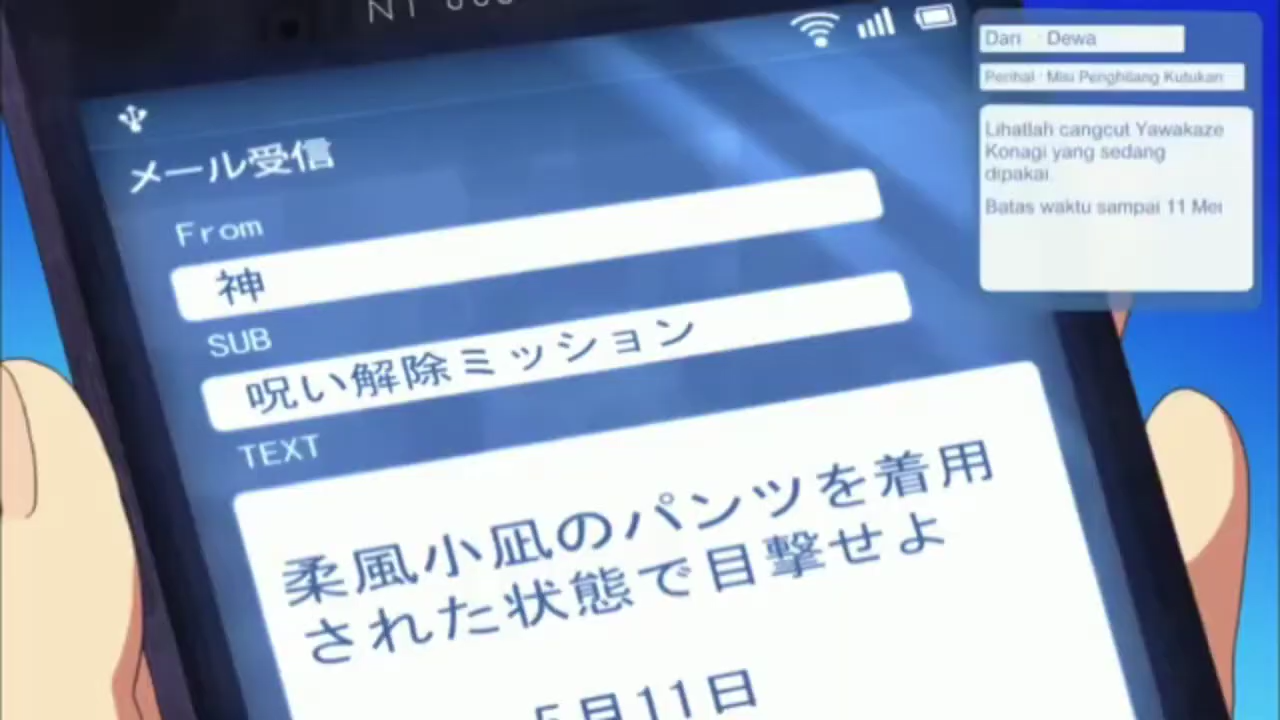 メール受信
From
神
SUB
呪い解除ミッション
TEXT
柔風小凪のパンツを着用
された状態で目撃せよ
5月11日
Dari : Dewa
Perihal : Misi Penghilang Kutukan
Lihatlah cangcut Yawakaze
Konagi yang sedang
dipakai.
Batas waktu sampai 11 Mei